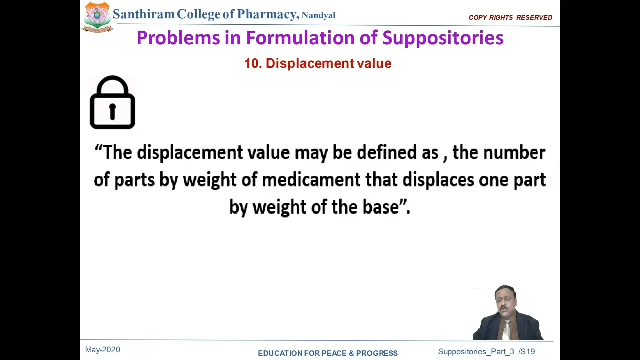 Santhiram College of Pharmacy, Nandyal
COPY RIGHTS RESERVED
Problems in Formulation of Suppositories
10. Displacement value
“The displacement value may be defined as , the number
of parts by weight of medicament that displaces one part
by weight of the base”.
May-2020
EDUCATION FOR PEACE & PROGRESS
Suppositories_Part_3 /S19